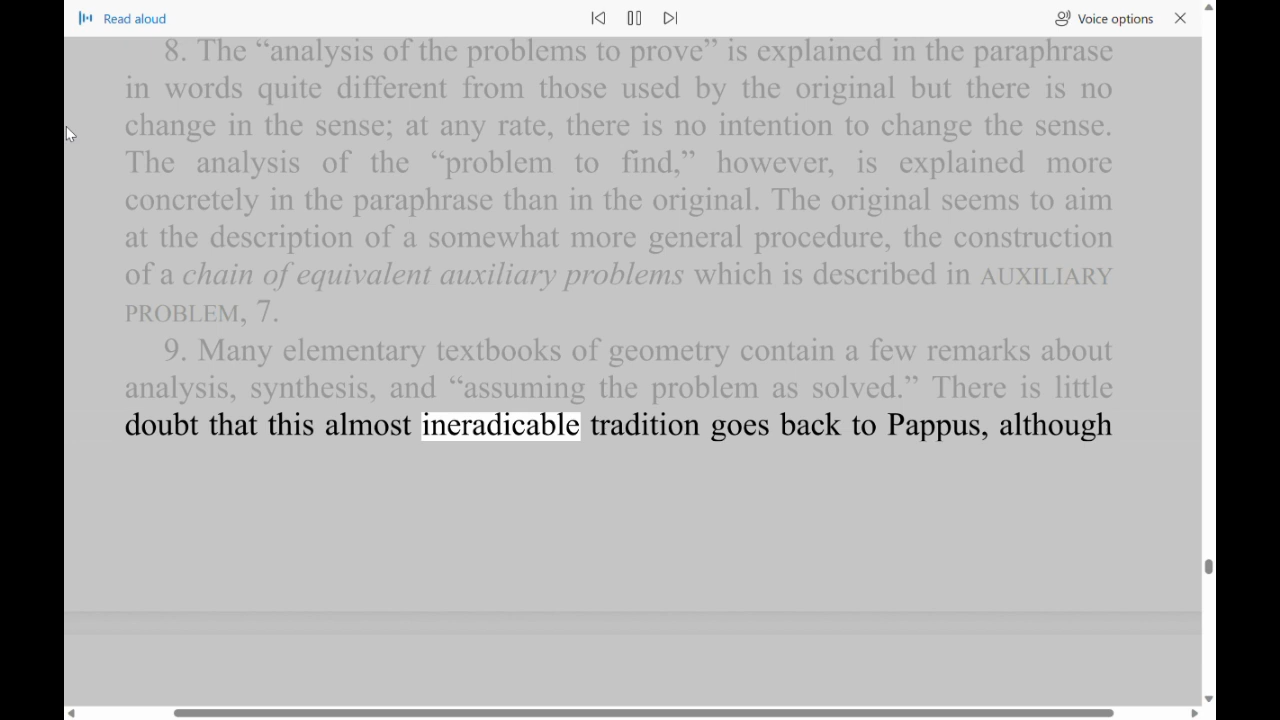 Read aloud
Voice options
8. The “analysis of the problems to prove” is explained in the paraphrase
in words quite different from those used by the original but there is no
change in the sense; at any rate, there is no intention to change the sense.
The analysis of the “problem to find,” however, is explained more
concretely in the paraphrase than in the original. The original seems to aim
at the description of a somewhat more general procedure, the construction
of a chain of equivalent auxiliary problems which is described in AUXILIARY
PROBLEM, 7.
9. Many elementary textbooks of geometry contain a few remarks about
analysis, synthesis, and “assuming the problem as solved.” There is little
doubt that this almost ineradicable tradition goes back to Pappus, although